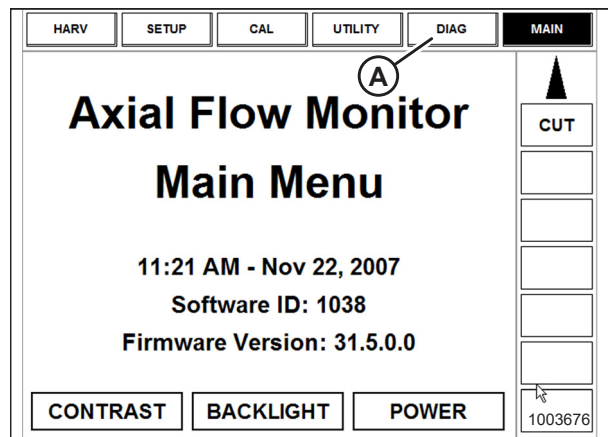 HARV SETUP CAL UTILITY DIAG MAIN
A
Axial Flow Monitor
CUT
Main Menu
11:21 AM - Nov 22, 2007
Software ID: 1038
Firmware Version: 31.5.0.0
CONTRAST BACKLIGHT POWER
1003676